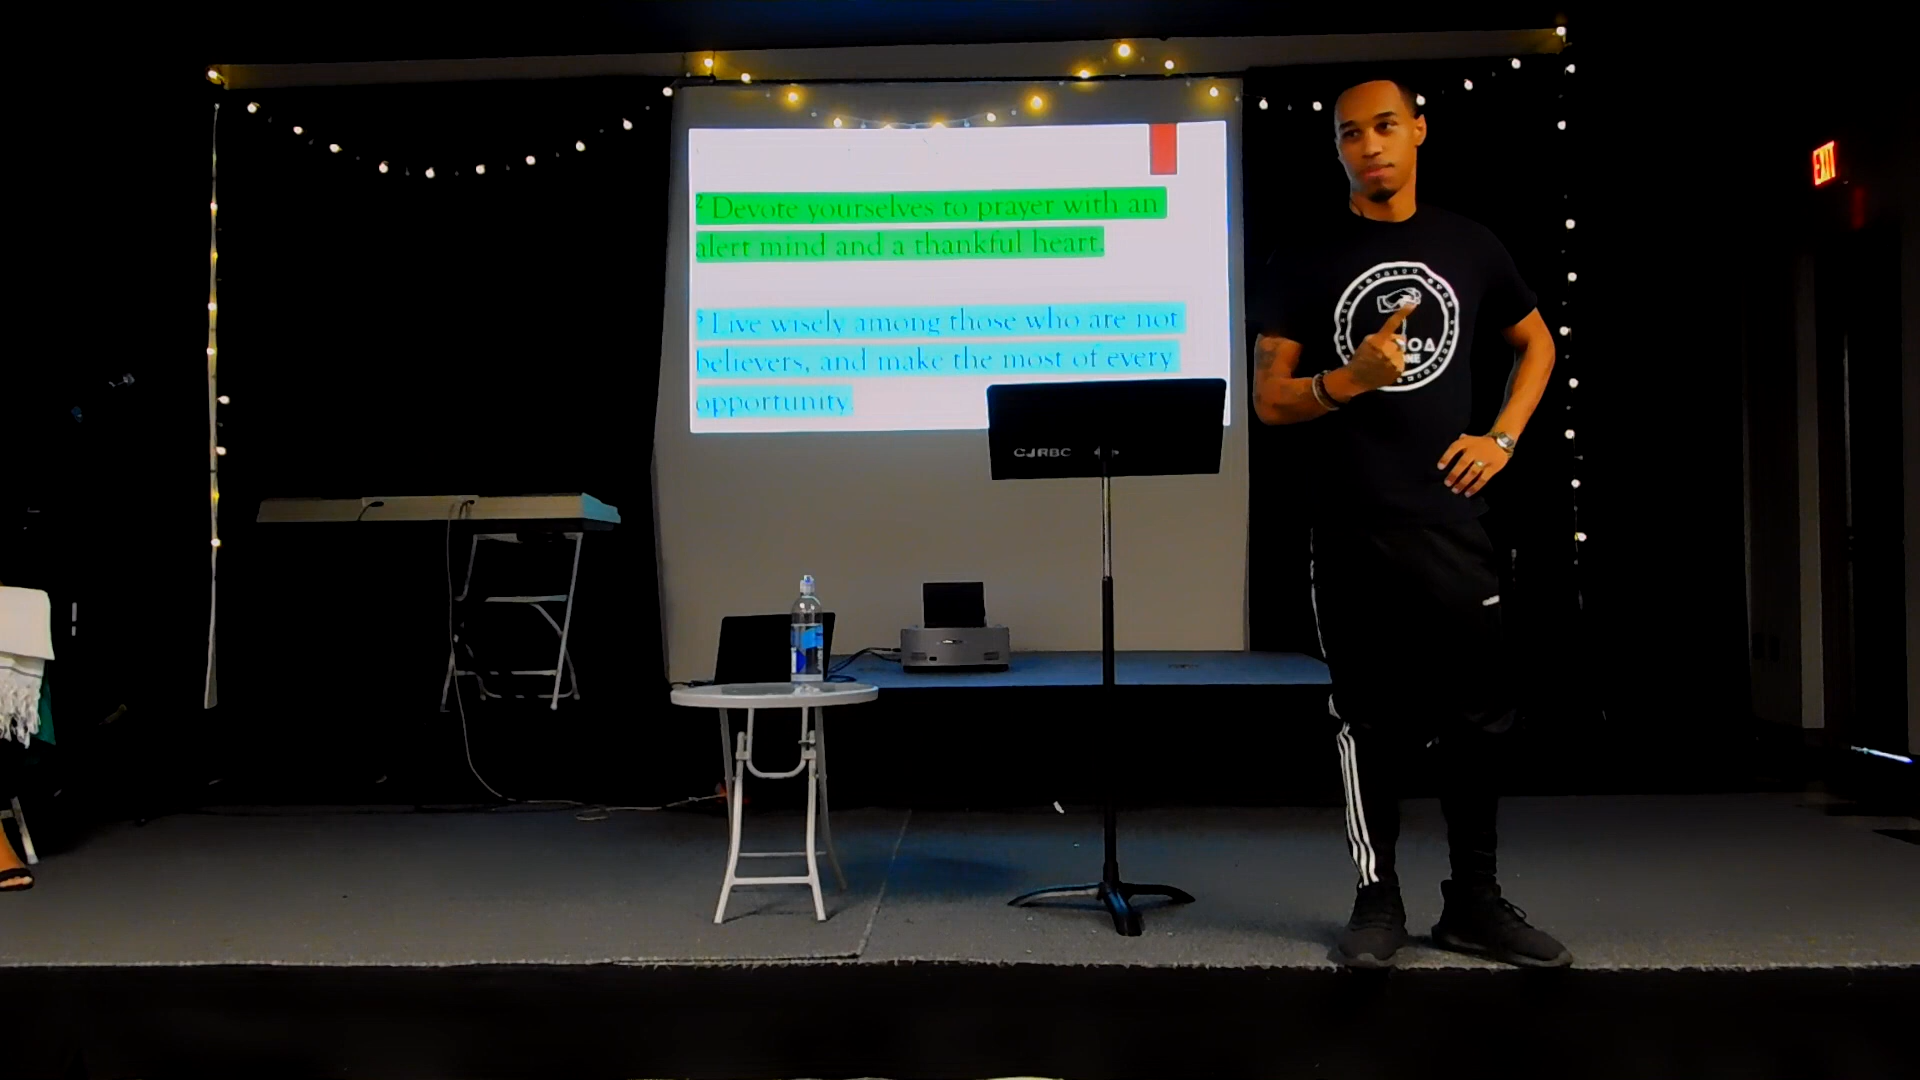 2 Devote yourselves to prayer with an
alert mind and a thankful heart.
5 Live wisely among those who are not
believers, and make the most of every
opportunity.
CJRBC
EXIT